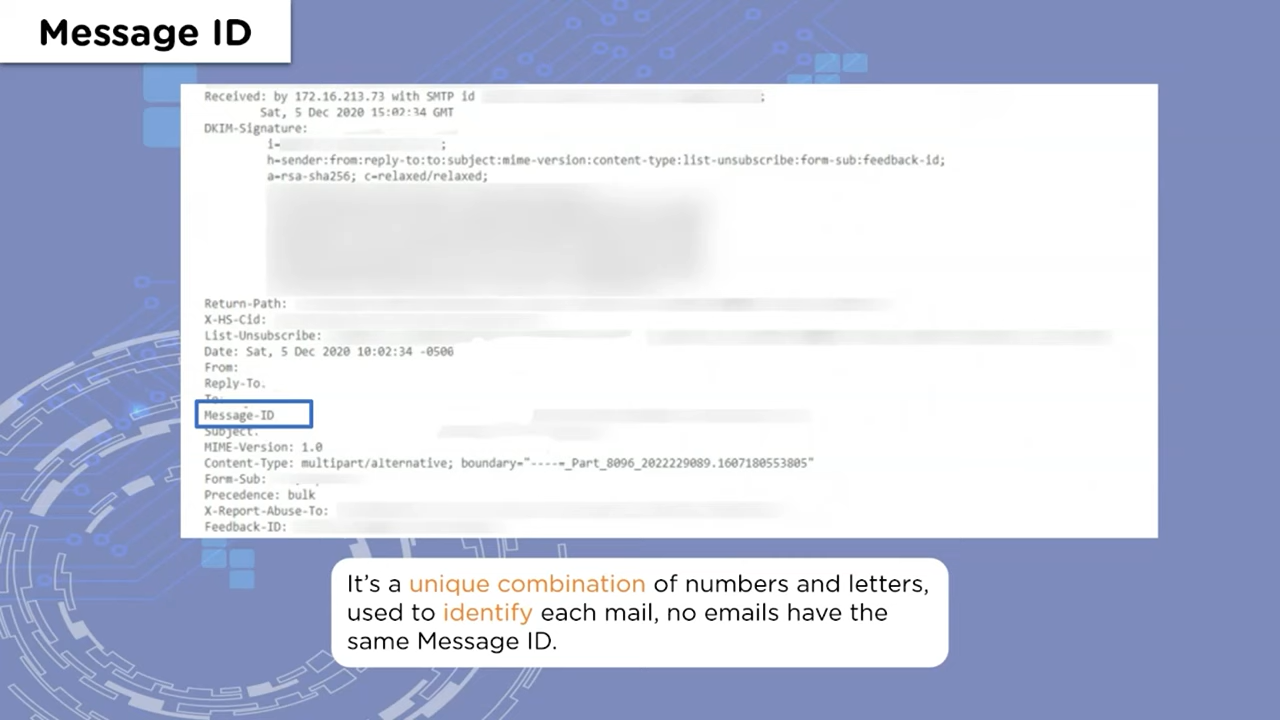 Message ID
Received: by 172.16.213.73 with SMTP id ;
Sat, 5 Dec 2020 15:02:34 GMT
DKIM-Signature:
i= ;
h=sender:from:reply-to:to:subject:mime-version:content-type:list-unsubscribe:form-sub:feedback-id;
a=rsa-sha256; c=relaxed/relaxed;
Return-Path:
X-HS-Cid:
List-Unsubscribe:
Date: Sat, 5 Dec 2020 10:02:34 -0500
From:
Reply-To.
To:
Message-ID
Subject.
MIME-Version: 1.0
Content-Type: multipart/alternative; boundary="----=_Part_8096_2022229089.1607180553805"
Form-Sub:
Precedence: bulk
X-Report-Abuse-To:
Feedback-ID:
It's a unique combination of numbers and letters,
used to identify each mail, no emails have the
same Message ID.